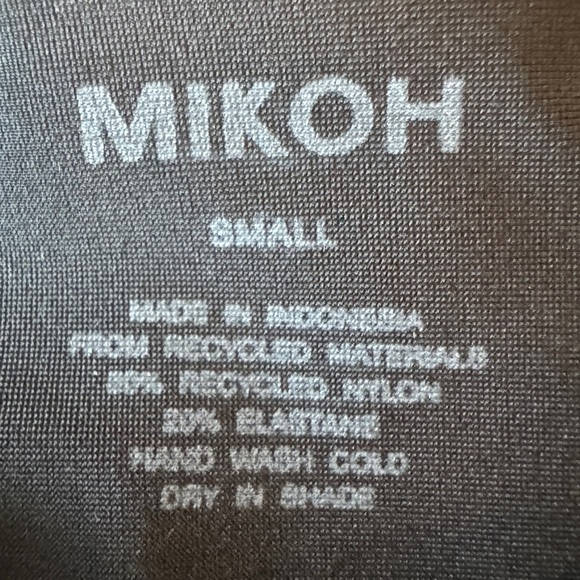 MIKOH
SMALL
MADE IN INDONESIA
FROM RECYCLED MATERIALS
80% RECYCLED NYLON
20% ELASTANE
HAND WASH COLD
DRY IN SHADE